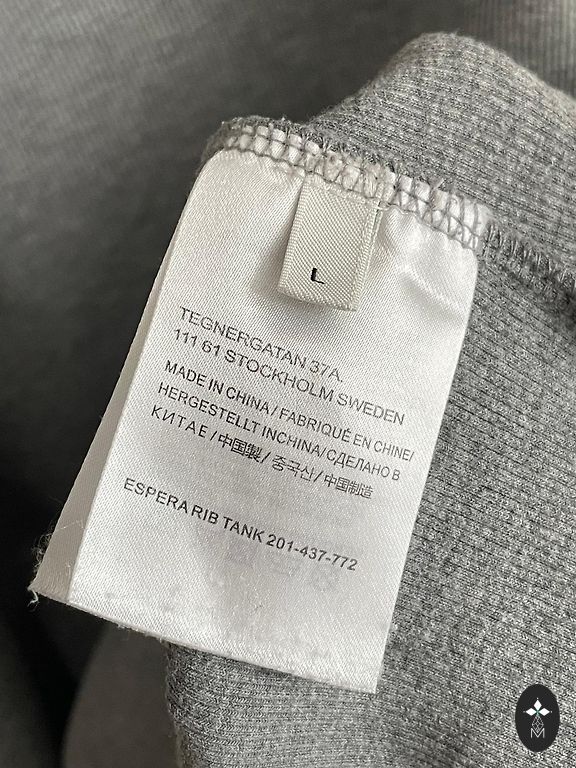 L
TEGNERGATAN 37A,
111 61 STOCKHOLM SWEDEN
MADE IN CHINA / FABRIQUÉ EN CHINE/
HERGESTELLT INCHINA/ СДЕЛАНО В
КИТАЕ / 中国製/ 중국산/ 中国制造
ESPERA RIB TANK 201-437-772
M